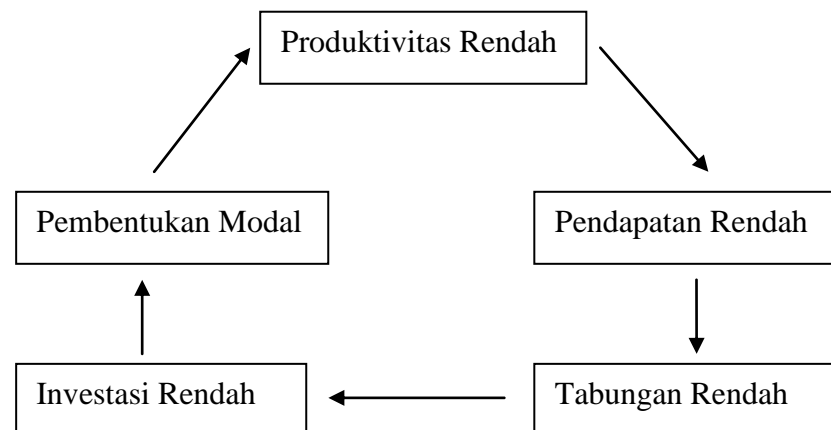 Produktivitas Rendah
Pembentukan Modal
Pendapatan Rendah
Investasi Rendah
Tabungan Rendah